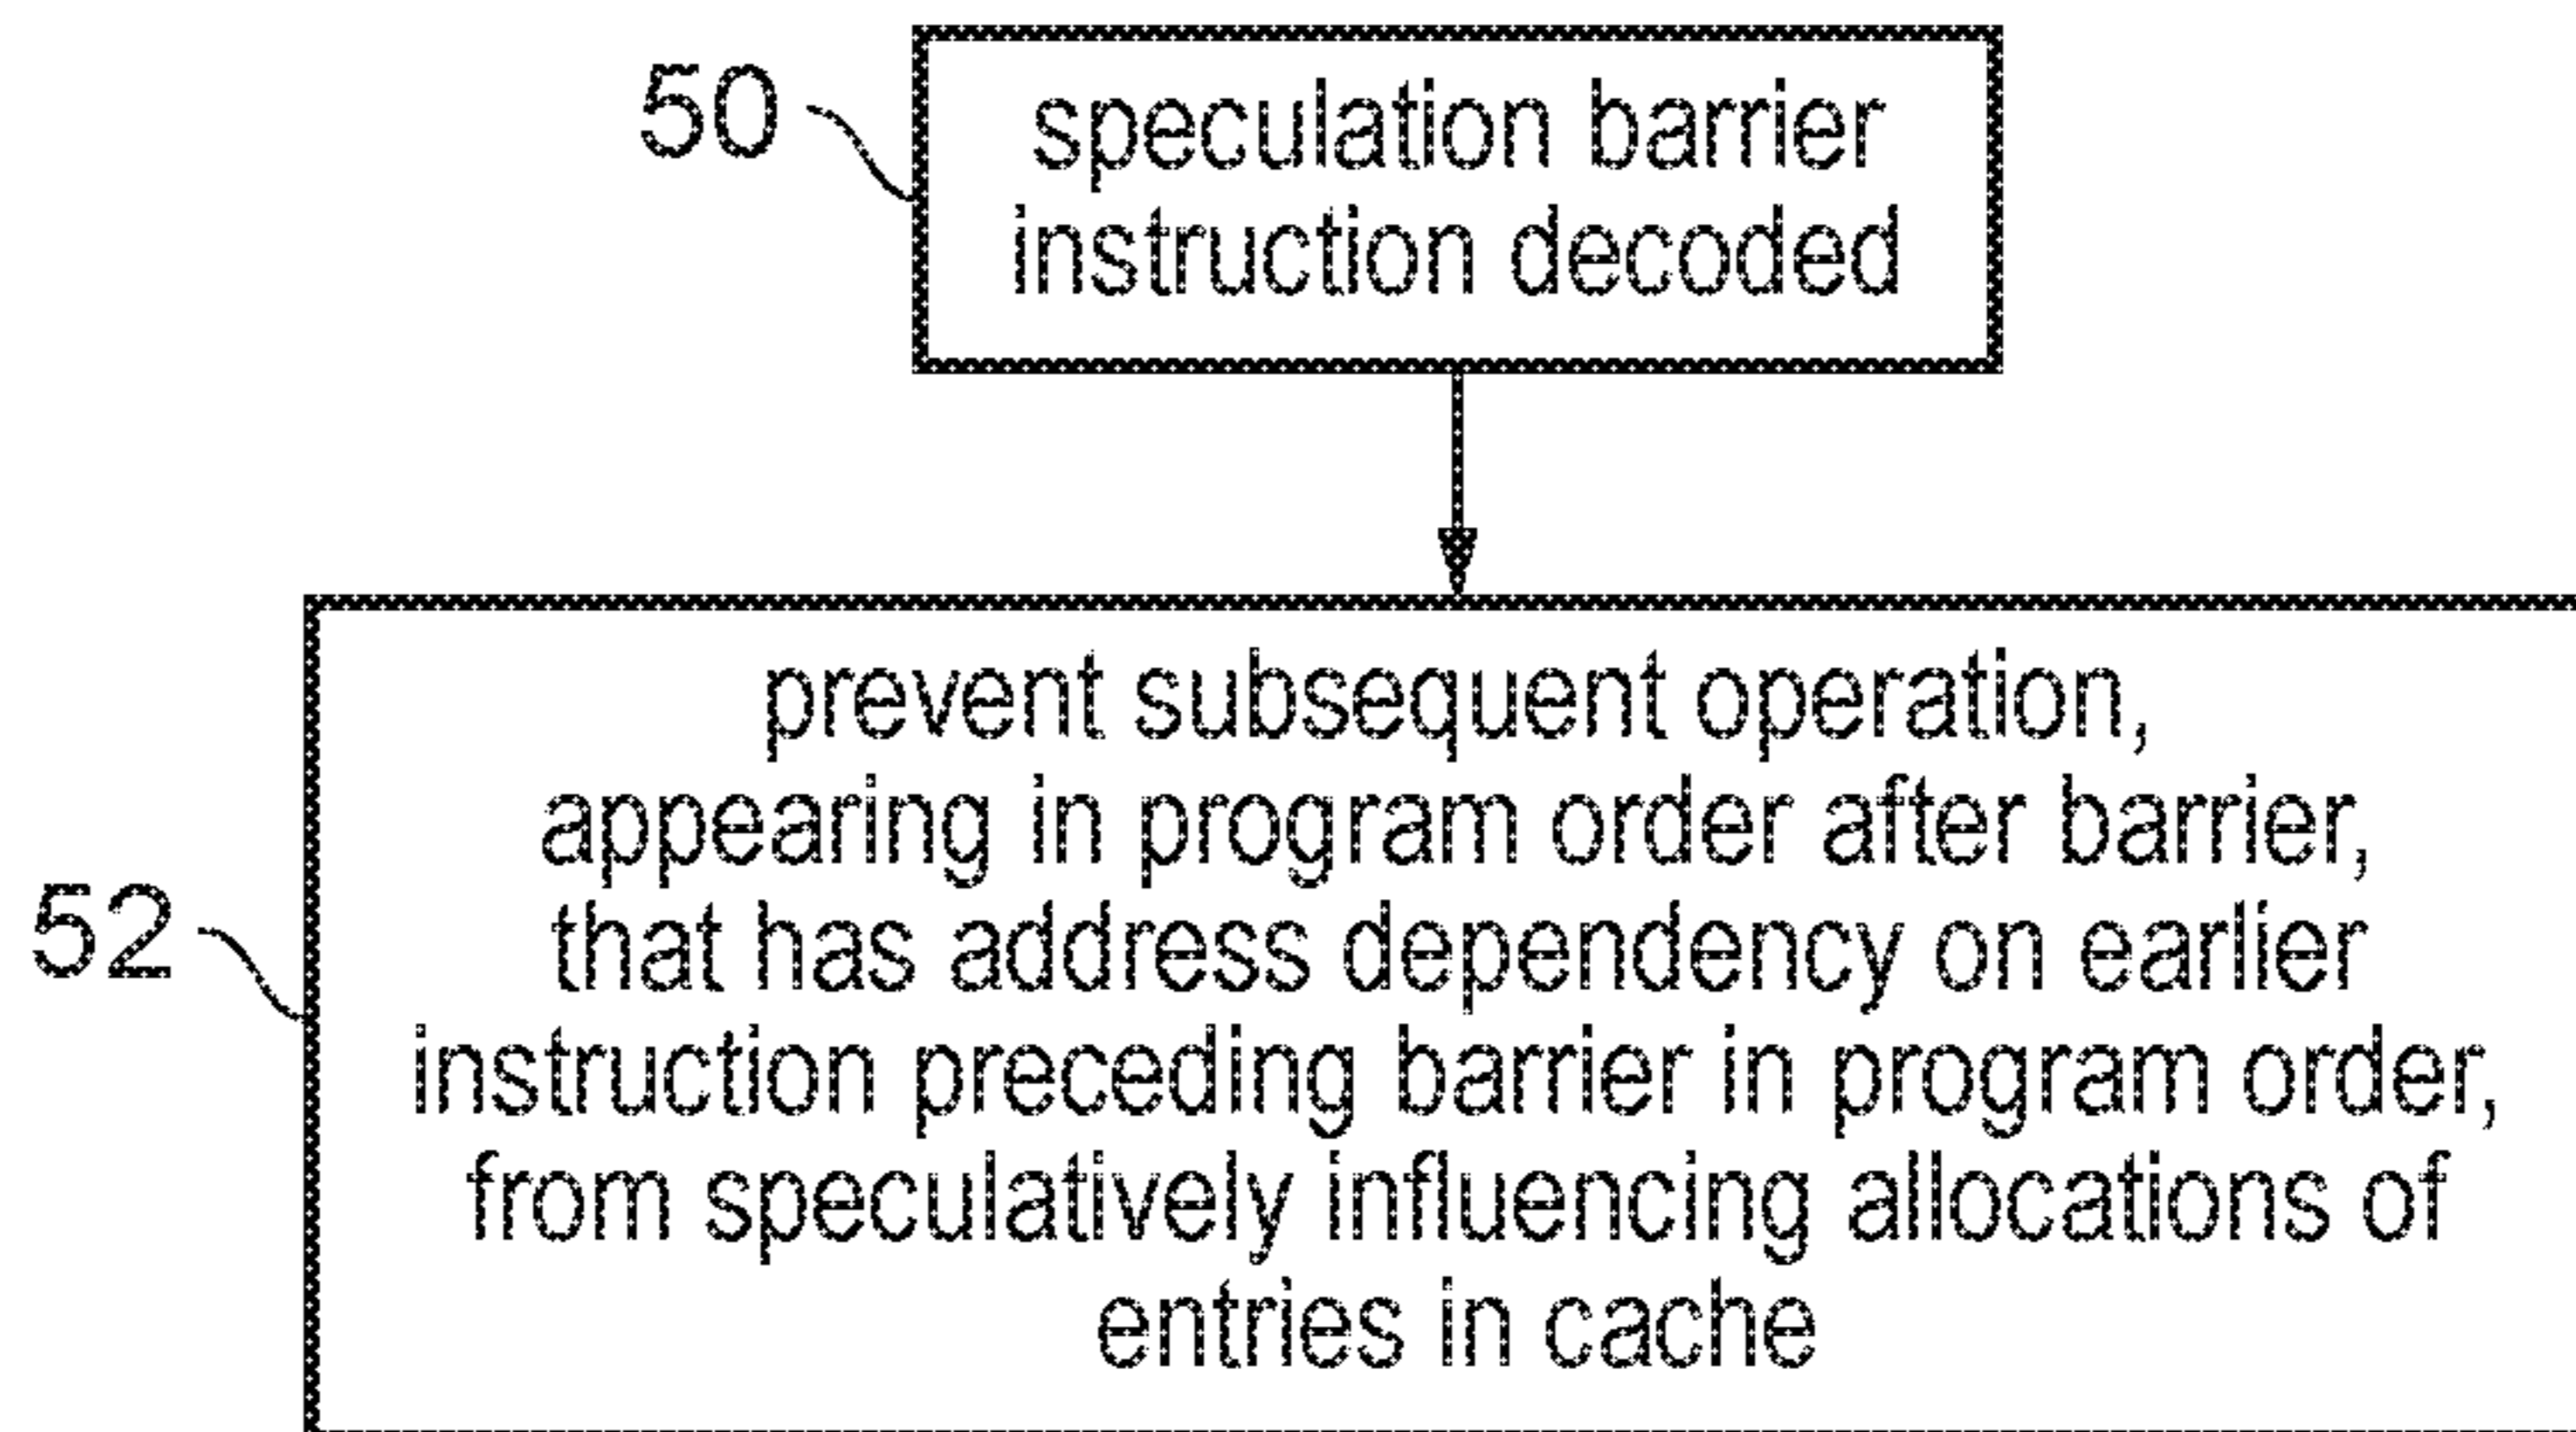 50
speculation barrier
instruction decoded
52
prevent subsequent operation,
appearing in program order after barrier,
that has address dependency on earlier
instruction preceding barrier in program order,
from speculatively influencing allocations of
entries in cache